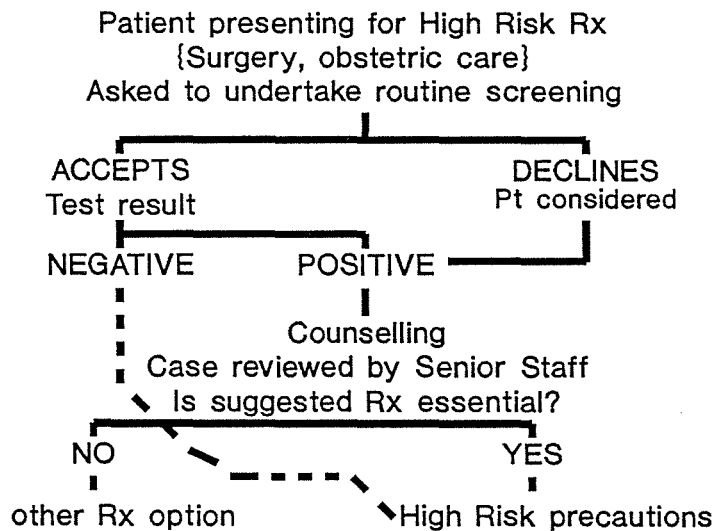 Patient presenting for High Risk Rx
{Surgery, obstetric care}
Asked to undertake routine screening
ACCEPTS
Test result
DECLINES
Pt considered
NEGATIVE
POSITIVE
Counselling
Case reviewed by Senior Staff
Is suggested Rx essential?
NO
YES
other Rx option
High Risk precautions